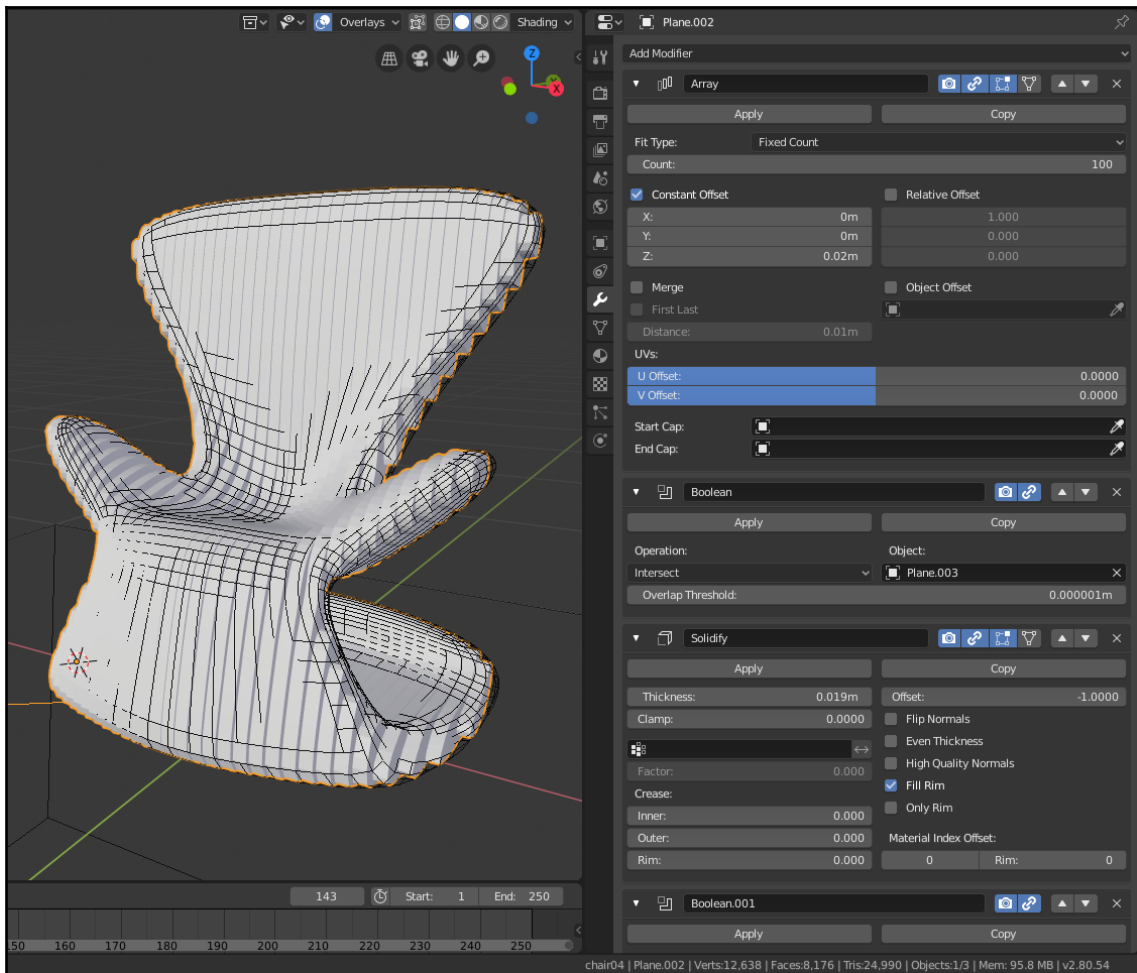 Overlays
Shading
Plane.002
Z
Y
X
Add Modifier
Array
Apply
Copy
Fit Type:
Fixed Count
Count:
100
Constant Offset
Relative Offset
X:
0m
1.000
Y:
0m
0.000
Z:
0.02m
0.000
Merge
Object Offset
First Last
Distance:
0.01m
UVs:
U Offset:
0.0000
V Offset:
0.0000
Start Cap:
End Cap:
Boolean
Apply
Copy
Operation:
Object:
Intersect
Plane.003
Overlap Threshold:
0.000001m
Solidify
Apply
Copy
Thickness:
0.019m
Offset:
-1.0000
Clamp:
0.0000
Flip Normals
Even Thickness
High Quality Normals
Factor:
0.000
Fill Rim
Crease:
Only Rim
Inner:
0.000
Outer:
0.000
Material Index Offset:
Rim:
0.000
0
Rim:
0
143
Start:
1
End:
250
Boolean.001
Apply
Copy
50 160 170 180 190 200 210 220 230 240 250
chair04 | Plane.002 | Verts:12,638 | Faces:8,176 | Tris:24,990 | Objects:1/3 | Mem: 95.8 MB | v2.80.54